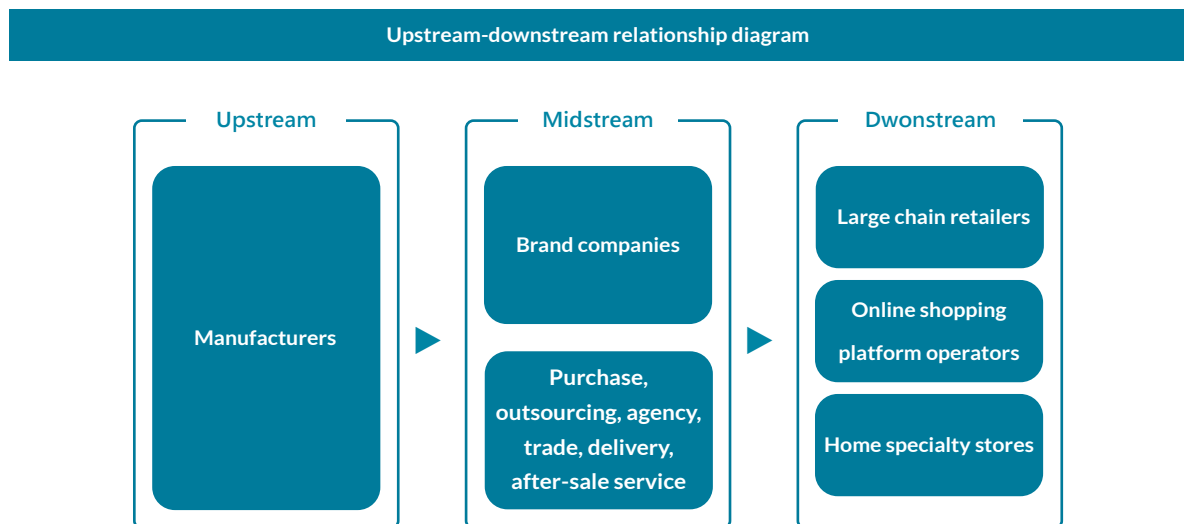 Upstream-downstream relationship diagram
Upstream
Manufacturers
Midstream
Brand companies
Purchase,
outsourcing, agency,
trade, delivery,
after-sale service
Dwonstream
Large chain retailers
Online shopping
platform operators
Home specialty stores